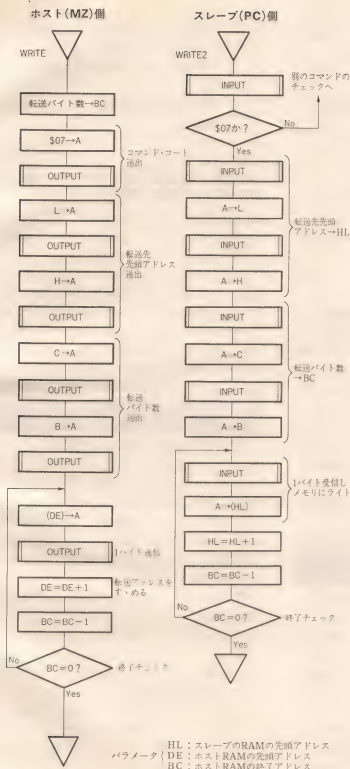 ホスト(MZ)側
WRITE
転送バイト数→BC
$07→A
OUTPUT
コマンド・コート
送出
L→A
OUTPUT
H→A
OUTPUT
転送先
先頭アドレス
送出
C→A
OUTPUT
B→A
OUTPUT
転送
バイト数
送出
(DE)→A
OUTPUT
1バイト送信
DE=DE+1
転送アドレスを
すゝめる
BC=BC-1
BC=0?
No
Yes
終了チェック
スレーブ(PC)側
WRITE2
INPUT
別のコマンドの
チェックへ
$07か?
No
Yes
INPUT
A→L
INPUT
A→H
転送先先頭
アドレス→HL
INPUT
A→C
INPUT
A→B
転送バイト数
→BC
INPUT
A→(HL)
1バイト受信し
メモリにライト
HL=HL+1
BC=BC-1
BC=0?
No
Yes
終了チェック
パラメータ
HL:スレーブのRAMの先頭アドレス
DE:ホストRAMの先頭アドレス
BC:ホストRAMの終了アドレス